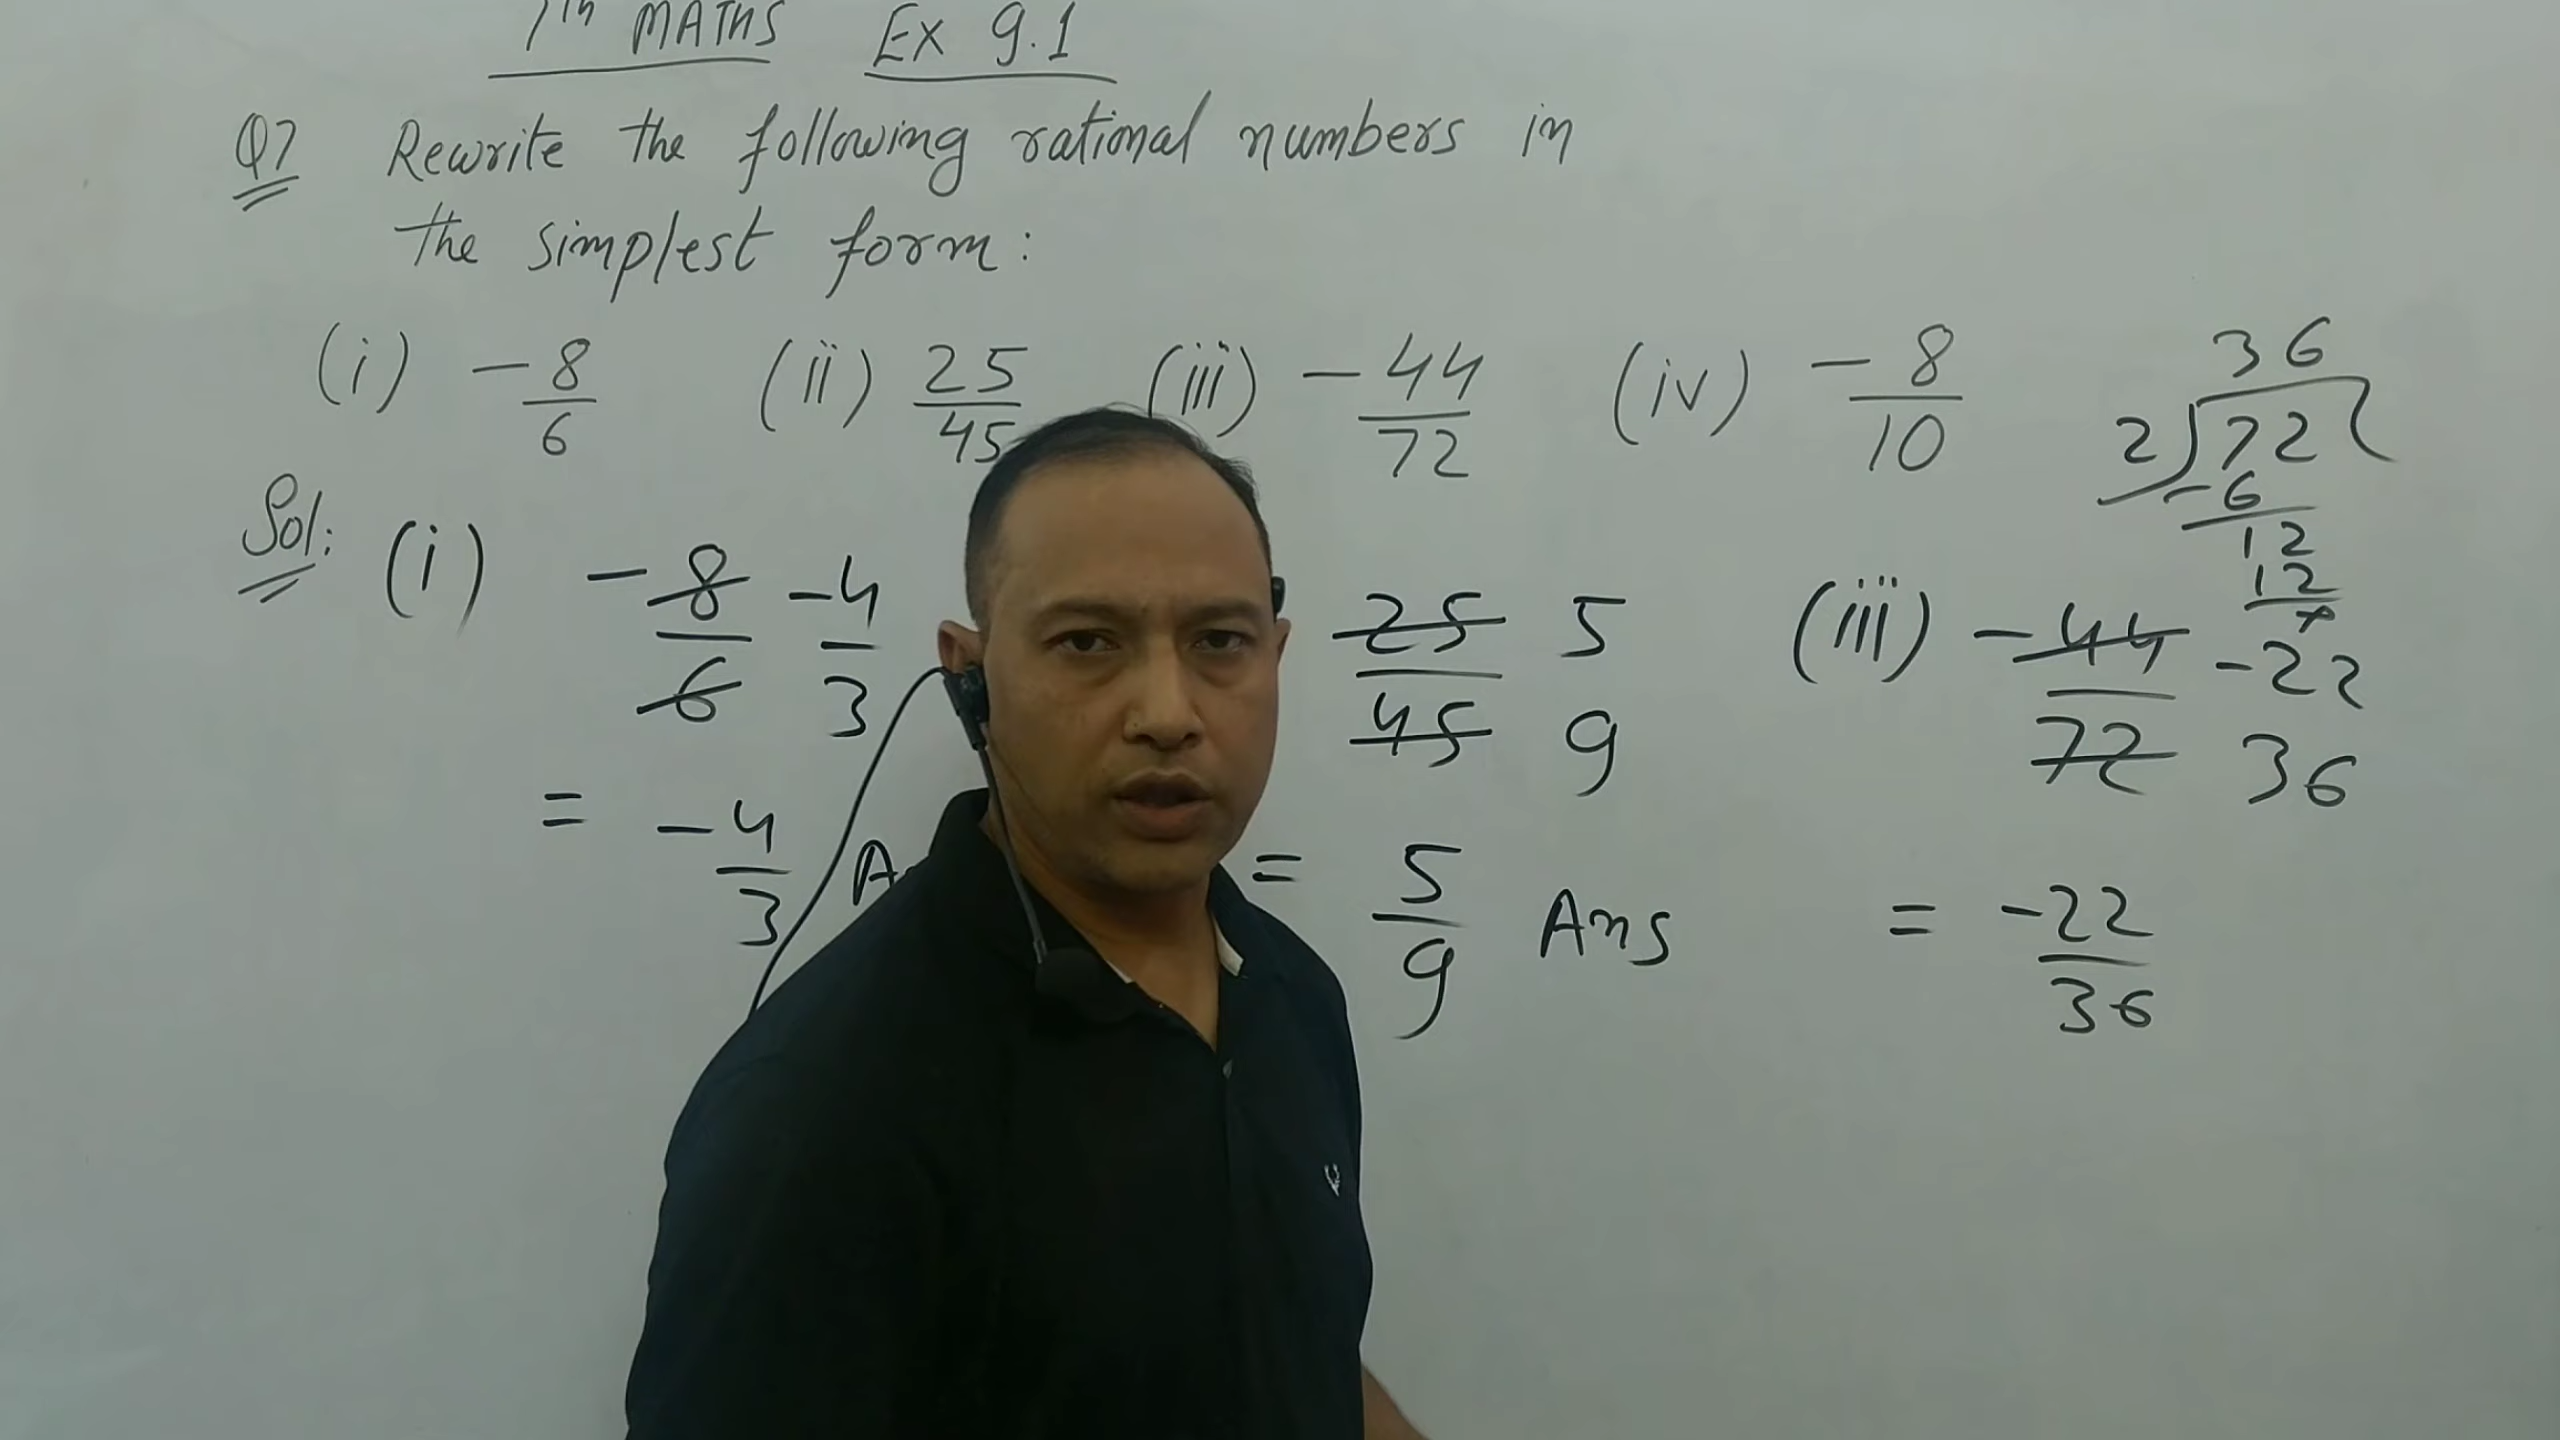 7th MATHS Ex 9.1
Q7 Rewrite the following rational numbers in
the simplest form:
(i) -8/6 (ii) 25/45 (iii) -44/72 (iv) -8/10
36
2)72(
-6
12
12
x
Sol: (i) -8/6 -4/3
25/45 5 9
(iii) -44/72 -22 36
= -4/3
= 5/9 Ans
= -22/36